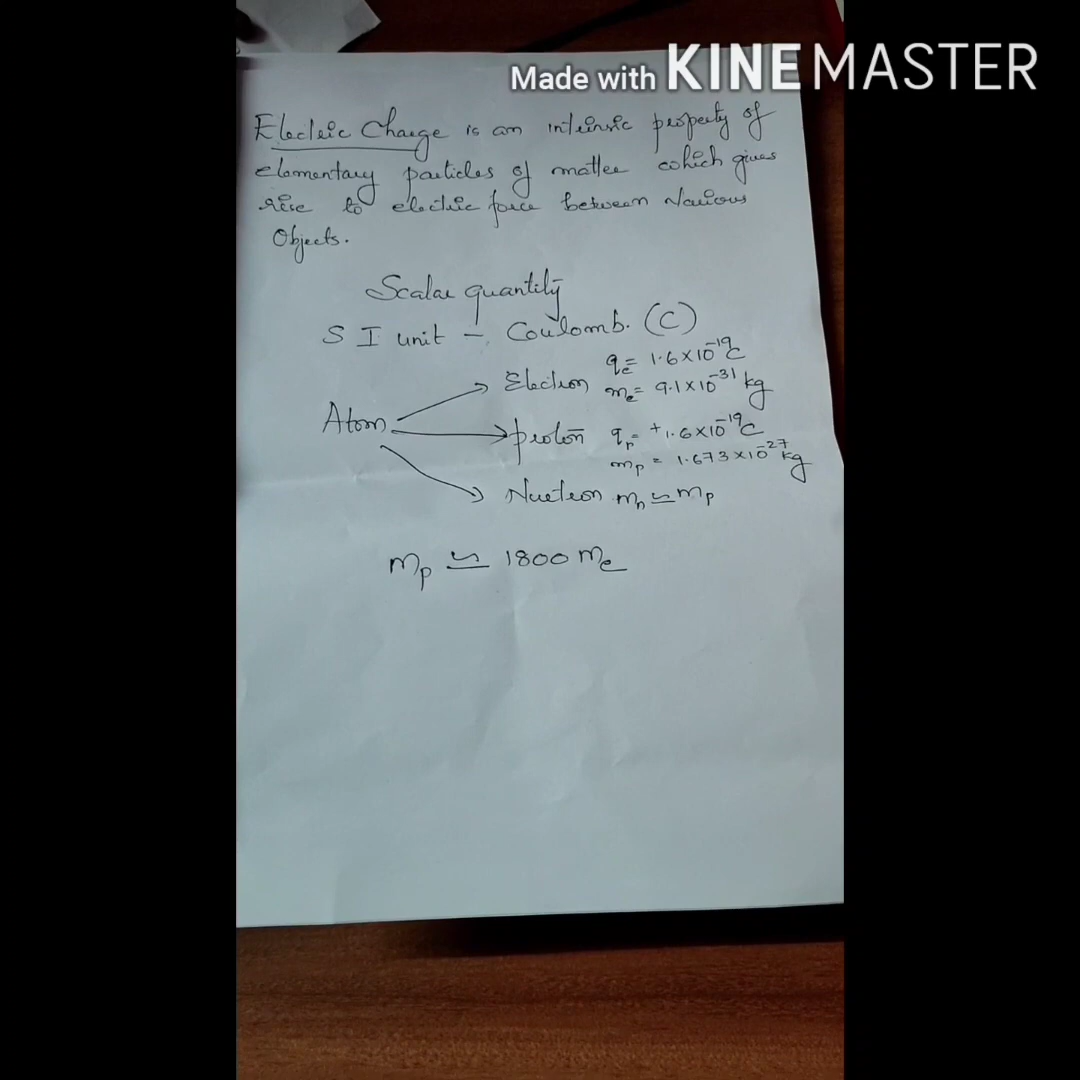 Made with KINEMASTER
Electric Charge is an intrinsic property of
elementary particles of matter which gives
rise to electric force between various
Objects.
Scalar quantity
S I unit - Coulomb. (C)
Atom
Electron qe = 1.6×10⁻¹⁹C
me = 9.1×10⁻³¹ kg
proton qp = +1.6×10⁻¹⁹C
mp = 1.673×10⁻²⁷ kg
Neutron mn ≃ mp
mp ≃ 1800 me